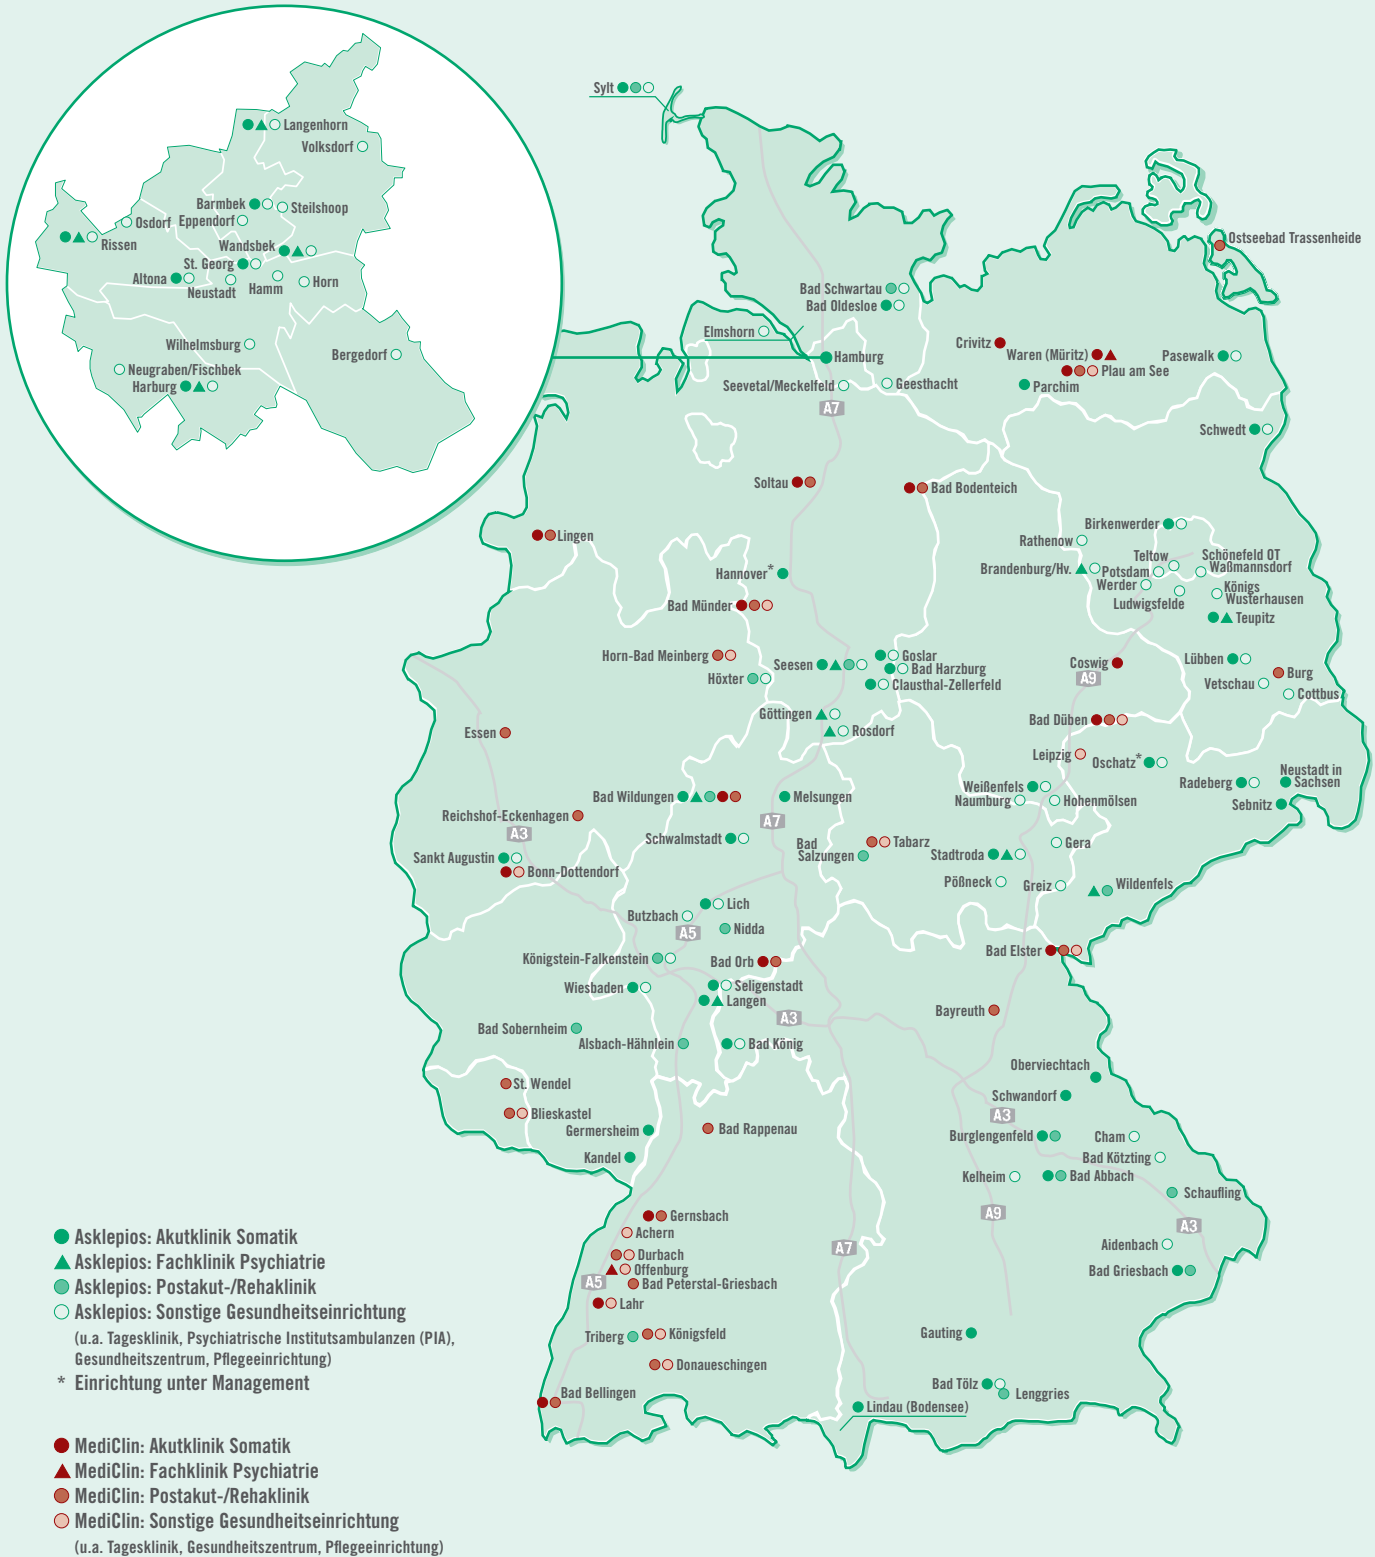 Sylt
Langenhorn
Volksdorf
Barmbek
Steilshoop
Eppendorf
Osdorf
Rissen
Wandsbek
St. Georg
Altona
Neustadt
Hamm
Horn
Wilhelmsburg
Bergedorf
Neugraben/Fischbek
Harburg
Ostseebad Trassenheide
Bad Schwartau
Bad Oldesloe
Elmshorn
Hamburg
Crivitz
Waren (Müritz)
Plau am See
Pasewalk
Seevetal/Meckelfeld
Geesthacht
Parchim
A7
Schwedt
Soltau
Bad Bodenteich
Lingen
Birkenwerder
Rathenow
Teltow
Schönefeld OT
Waßmannsdorf
Brandenburg/Hv.
Potsdam
Hannover*
Werder
Königs
Wusterhausen
Ludwigsfelde
Bad Münder
Teupitz
Horn-Bad Meinberg
Seesen
Goslar
Bad Harzburg
Höxter
Clausthal-Zellerfeld
Coswig
A9
Lübben
Burg
Vetschau
Cottbus
Göttingen
Rosdorf
Bad Düben
Essen
Leipzig
Oschatz*
Neustadt in
Sachsen
Radeberg
Weißenfels
Naumburg
Hohenmölsen
Sebnitz
Bad Wildungen
Melsungen
Reichshof-Eckenhagen
A3
A7
Schwalmstadt
Bad
Salzungen
Tabarz
Gera
Sankt Augustin
Bonn-Dottendorf
Stadtroda
Pößneck
Greiz
Wildenfels
Lich
Butzbach
A5
Nidda
Königstein-Falkenstein
Bad Orb
Bad Elster
Wiesbaden
Seligenstadt
Langen
A3
Bayreuth
Bad Sobernheim
Alsbach-Hähnlein
Bad König
Oberviechtach
St. Wendel
Schwandorf
Blieskastel
A3
Germersheim
Bad Rappenau
Burglengenfeld
Cham
Kandel
Bad Kötzting
Kelheim
Bad Abbach
Schaufling
Gernsbach
A9
A3
Achern
Durbach
A7
Aidenbach
Offenburg
A5
Bad Peterstal-Griesbach
Bad Griesbach
Lahr
Triberg
Königsfeld
Gauting
Donaueschingen
Bad Tölz
Lenggries
Bad Bellingen
Lindau (Bodensee)
Asklepios: Akutklinik Somatik
Asklepios: Fachklinik Psychiatrie
Asklepios: Postakut-/Rehaklinik
Asklepios: Sonstige Gesundheitseinrichtung
(u.a. Tagesklinik, Psychiatrische Institutsambulanzen (PIA),
Gesundheitszentrum, Pflegeeinrichtung)
* Einrichtung unter Management
MediClin: Akutklinik Somatik
MediClin: Fachklinik Psychiatrie
MediClin: Postakut-/Rehaklinik
MediClin: Sonstige Gesundheitseinrichtung
(u.a. Tagesklinik, Gesundheitszentrum, Pflegeeinrichtung)